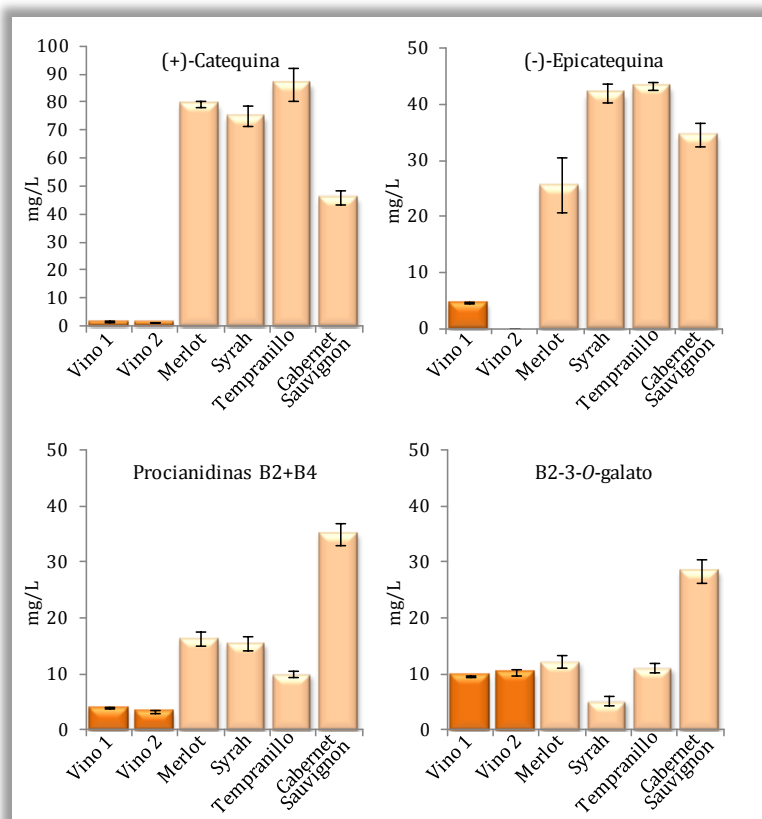 (+)-Catequina
mg/L
100
90
80
70
60
50
40
30
20
10
0
Vino 1
Vino 2
Merlot
Syrah
Tempranillo
Cabernet
Sauvignon
(-)-Epicatequina
mg/L
50
40
30
20
10
0
Vino 1
Vino 2
Merlot
Syrah
Tempranillo
Cabernet
Sauvignon
Procianidinas B2+B4
mg/L
50
40
30
20
10
0
Vino 1
Vino 2
Merlot
Syrah
Tempranillo
Cabernet
Sauvignon
B2-3-O-galato
mg/L
50
40
30
20
10
0
Vino 1
Vino 2
Merlot
Syrah
Tempranillo
Cabernet
Sauvignon